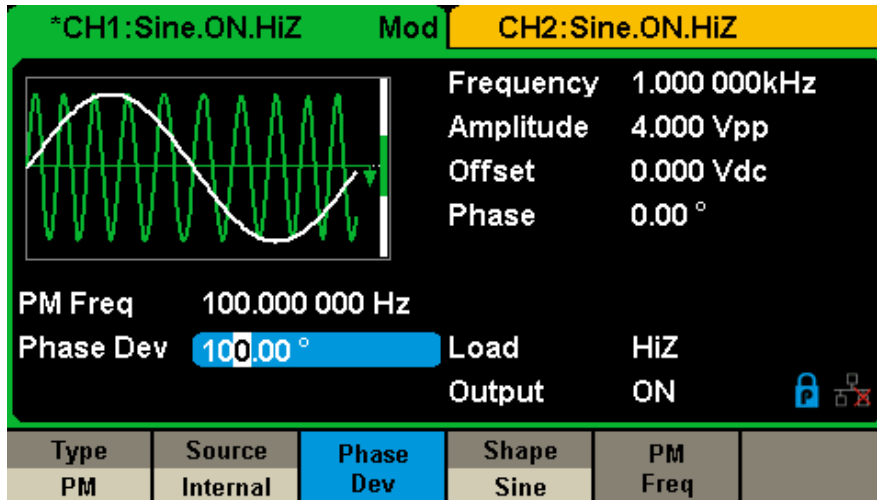 *CH1:Sine.ON.HiZ Mod CH2:Sine.ON.HiZ
Frequency 1.000 000kHz
Amplitude 4.000 Vpp
Offset 0.000 Vdc
Phase 0.00 °
PM Freq 100.000 000 Hz
Phase Dev 100.00 °
Load HiZ
Output ON
P
Type Source Phase Dev Shape PM Freq
PM Internal Sine